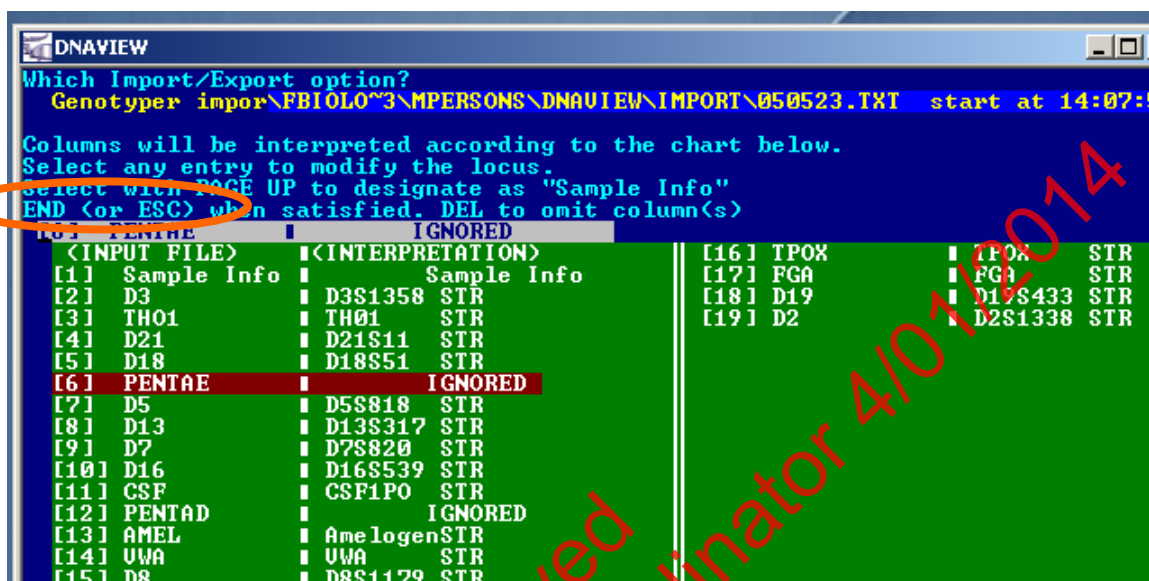 DNAVIEW
Which Import/Export option?
Genotyper impor\FBIOLO~3\MPERSONS\DNAVIEW\IMPORT\050523.TXT start at 14:07:
Columns will be interpreted according to the chart below.
Select any entry to modify the locus.
Select with PAGE UP to designate as "Sample Info"
END (or ESC) when satisfied. DEL to omit column(s)
[6] PENTAE IGNORED
<INPUT FILE> <INTERPRETATION>
[1] Sample Info Sample Info
[2] D3 D3S1358 STR
[3] THO1 TH01 STR
[4] D21 D21S11 STR
[5] D18 D18S51 STR
[6] PENTAE IGNORED
[7] D5 D5S818 STR
[8] D13 D13S317 STR
[9] D7 D7S820 STR
[10] D16 D16S539 STR
[11] CSF CSF1PO STR
[12] PENTAD IGNORED
[13] AMEL AmelogenSTR
[14] VWA VWA STR
[15] D8 D8S1179 STR
[16] TPOX TPOX STR
[17] FGA FGA STR
[18] D19 D19S433 STR
[19] D2 D2S1338 STR
4/01/2014